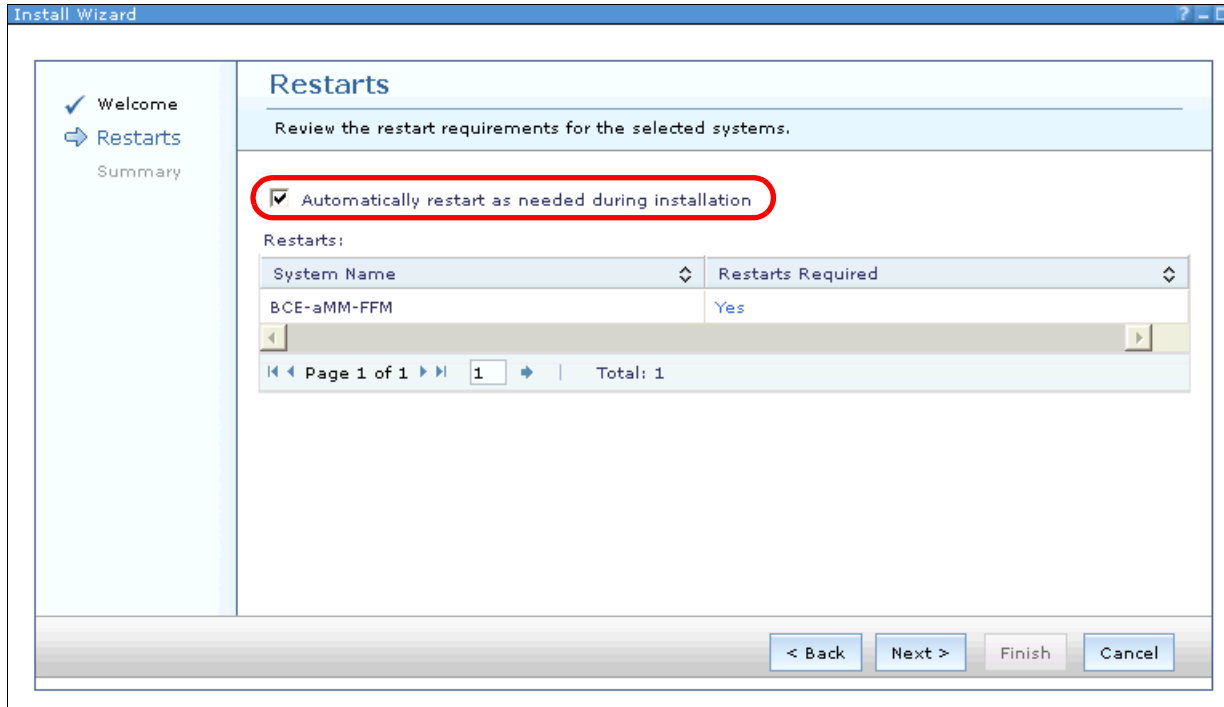 Install Wizard
?
Welcome
Restarts
Summary
Restarts
Review the restart requirements for the selected systems.
Automatically restart as needed during installation
Restarts:
System Name Restarts Required
BCE-aMM-FFM Yes
Page 1 of 1 1 | Total: 1
< Back Next > Finish Cancel